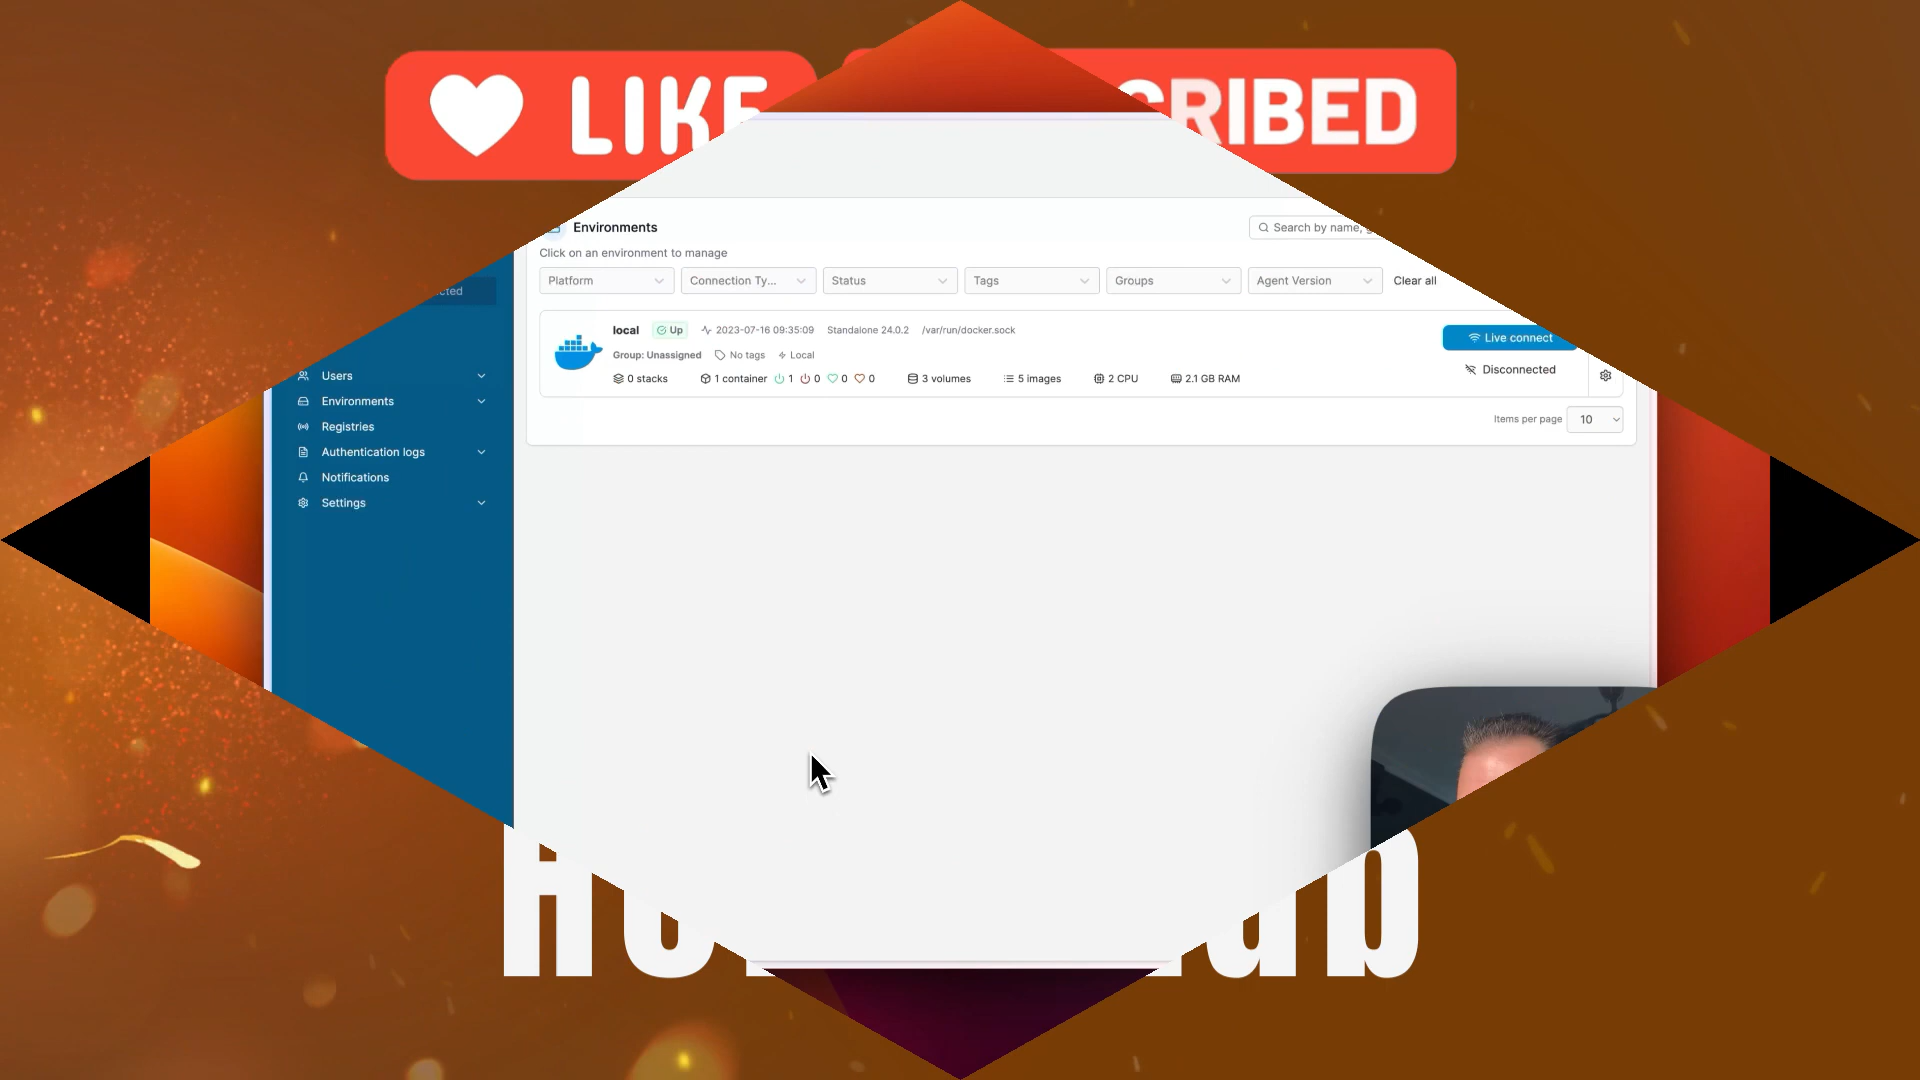 LIKE
CRIBED
Environments
Search by name,
Click on an environment to manage
Platform
Connection Ty...
Status
Tags
Groups
Agent Version
Clear all
local
Up
2023-07-16 09:35:09
Standalone 24.0.2
/var/run/docker.sock
Live connect
Group: Unassigned
No tags
Local
Disconnected
0 stacks
1 container
1
0
0
0
3 volumes
5 images
2 CPU
2.1 GB RAM
Items per page
10
Users
Environments
Registries
Authentication logs
Notifications
Settings